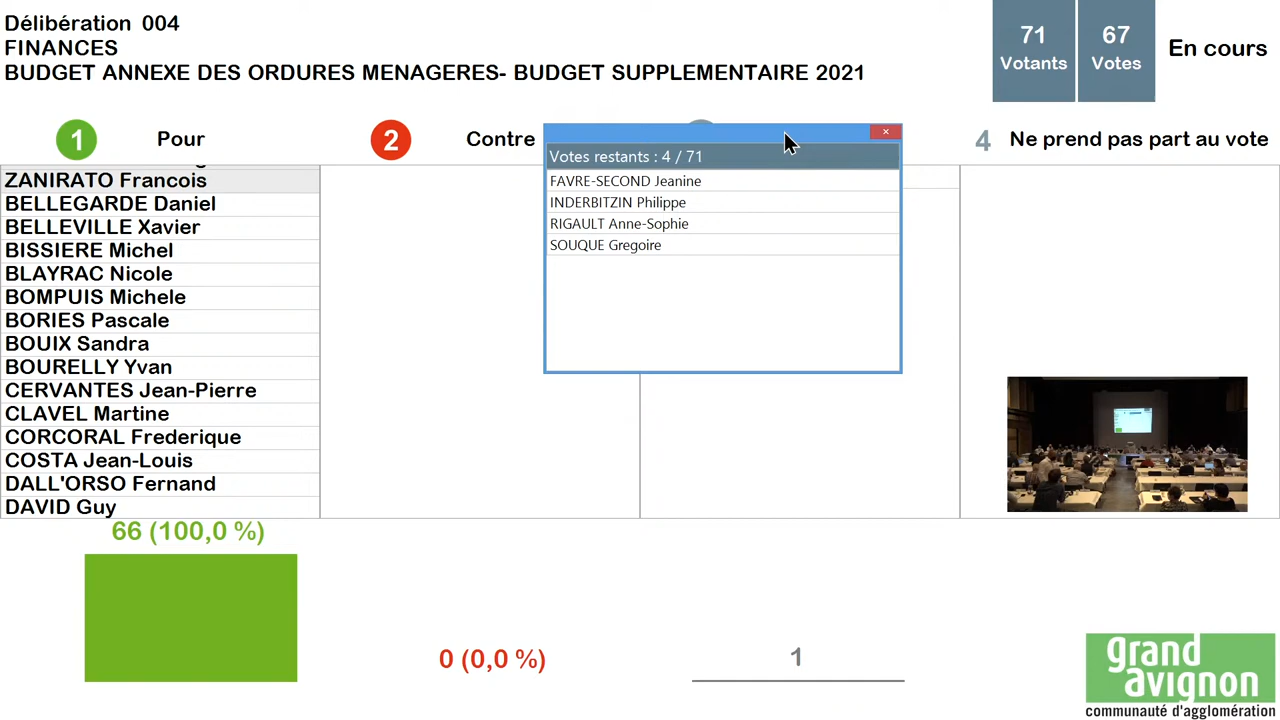 Délibération 004
FINANCES
BUDGET ANNEXE DES ORDURES MENAGERES- BUDGET SUPPLEMENTAIRE 2021
71
Votants
67
Votes
En cours
1 Pour
2 Contre
4 Ne prend pas part au vote
Votes restants : 4 / 71
FAVRE-SECOND Jeanine
INDERBITZIN Philippe
RIGAULT Anne-Sophie
SOUQUE Gregoire
ZANIRATO Francois
BELLEGARDE Daniel
BELLEVILLE Xavier
BISSIERE Michel
BLAYRAC Nicole
BOMPUIS Michele
BORIES Pascale
BOUIX Sandra
BOURELLY Yvan
CERVANTES Jean-Pierre
CLAVEL Martine
CORCORAL Frederique
COSTA Jean-Louis
DALL'ORSO Fernand
DAVID Guy
66 (100,0 %)
0 (0,0 %)
1
grand
avignon
communauté d'agglomération